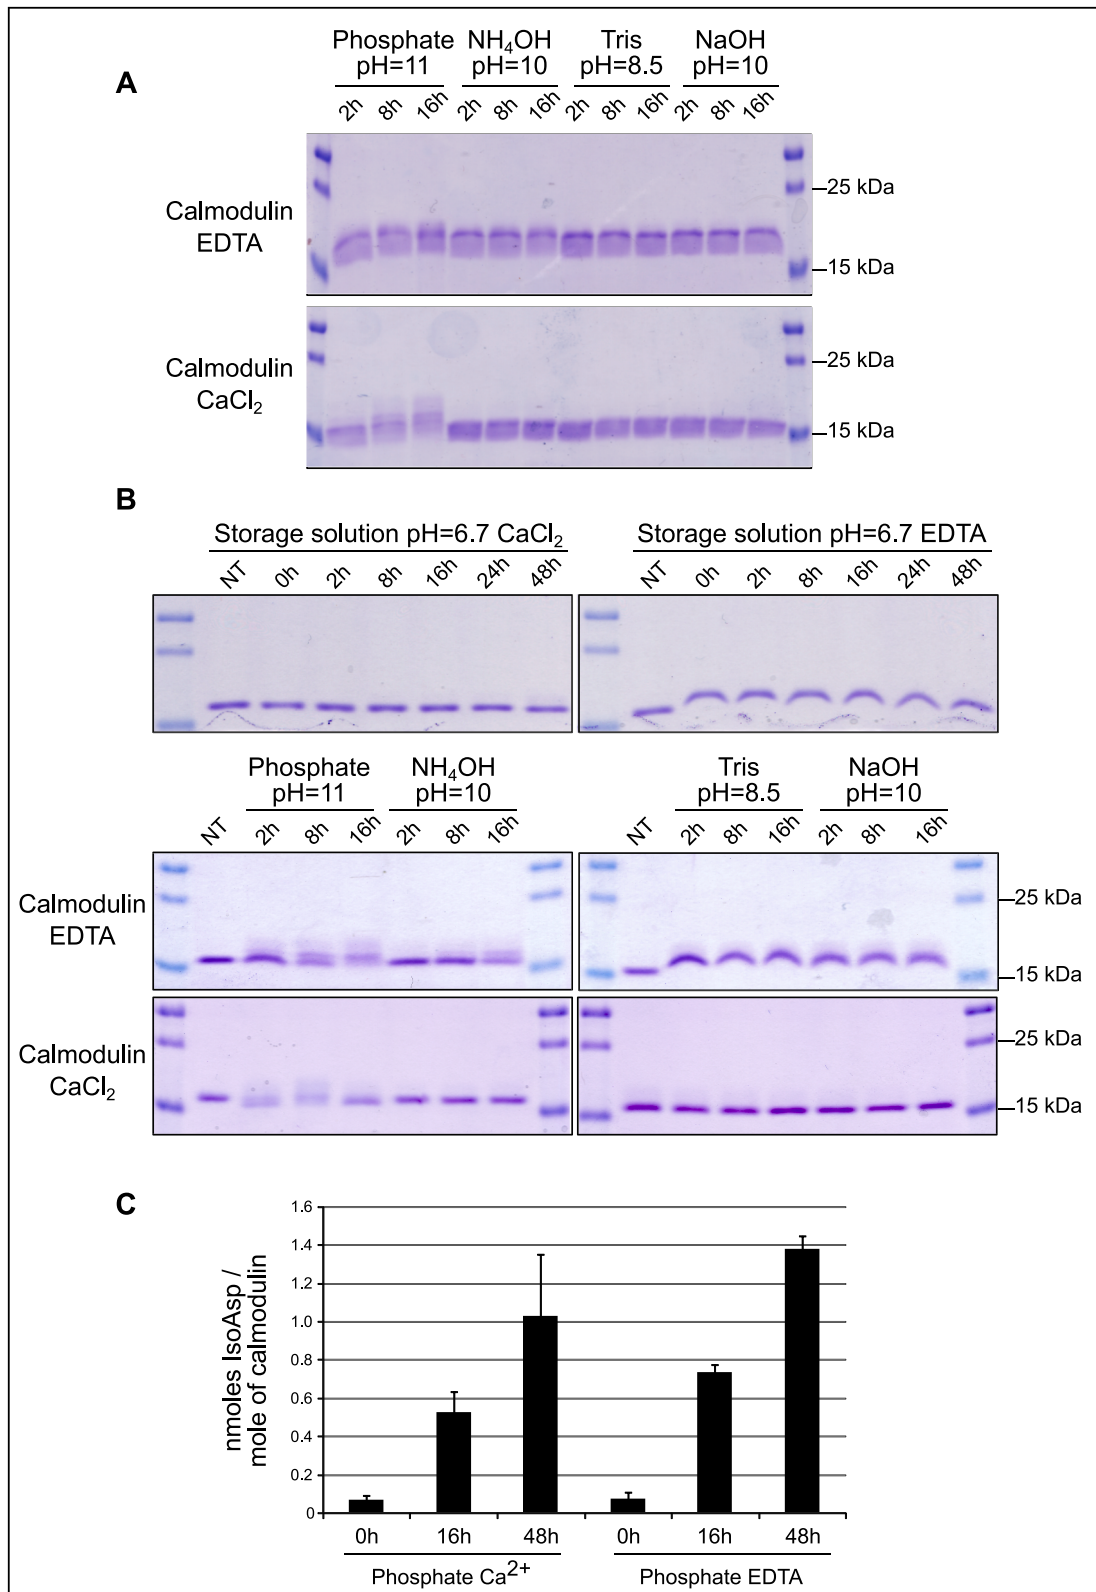 A
Phosphate pH=11
NH₄OH pH=10
Tris pH=8.5
NaOH pH=10
2h 8h 16h 2h 8h 16h 2h 8h 16h 2h 8h 16h
Calmodulin EDTA
25 kDa
15 kDa
Calmodulin CaCl₂
25 kDa
15 kDa
B
Storage solution pH=6.7 CaCl₂
Storage solution pH=6.7 EDTA
NT 0h 2h 8h 16h 24h 48h
NT 0h 2h 8h 16h 24h 48h
Phosphate pH=11
NH₄OH pH=10
Tris pH=8.5
NaOH pH=10
NT 2h 8h 16h 2h 8h 16h
NT 2h 8h 16h 2h 8h 16h
Calmodulin EDTA
25 kDa
15 kDa
Calmodulin CaCl₂
25 kDa
15 kDa
C
nmoles IsoAsp /
mole of calmodulin
1.6
1.4
1.2
1.0
0.8
0.6
0.4
0.2
0
0h 16h 48h 0h 16h 48h
Phosphate Ca²⁺
Phosphate EDTA